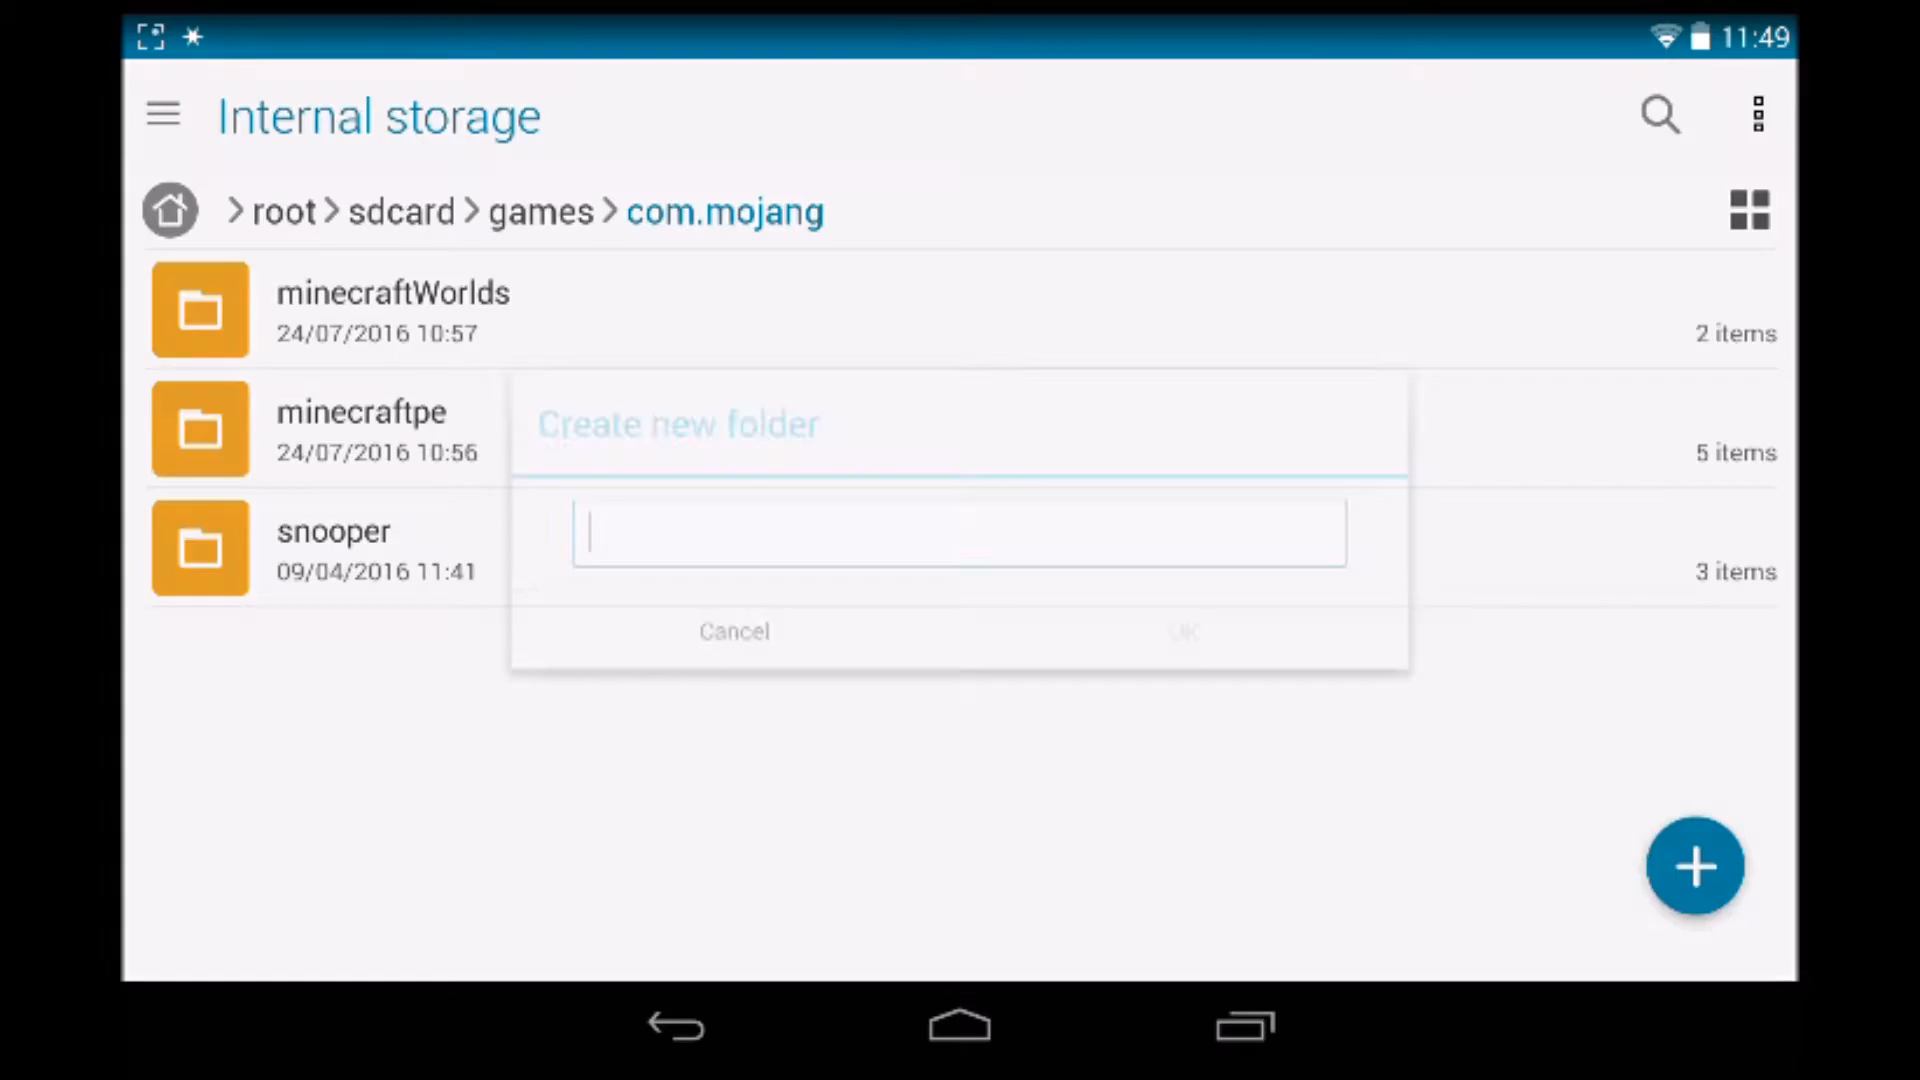 11:49
Internal storage
root sdcard games com.mojang
minecraftWorlds
24/07/2016 10:57
2 items
minecraftpe
24/07/2016 10:56
5 items
Create new folder
snooper
09/04/2016 11:41
3 items
Cancel
OK